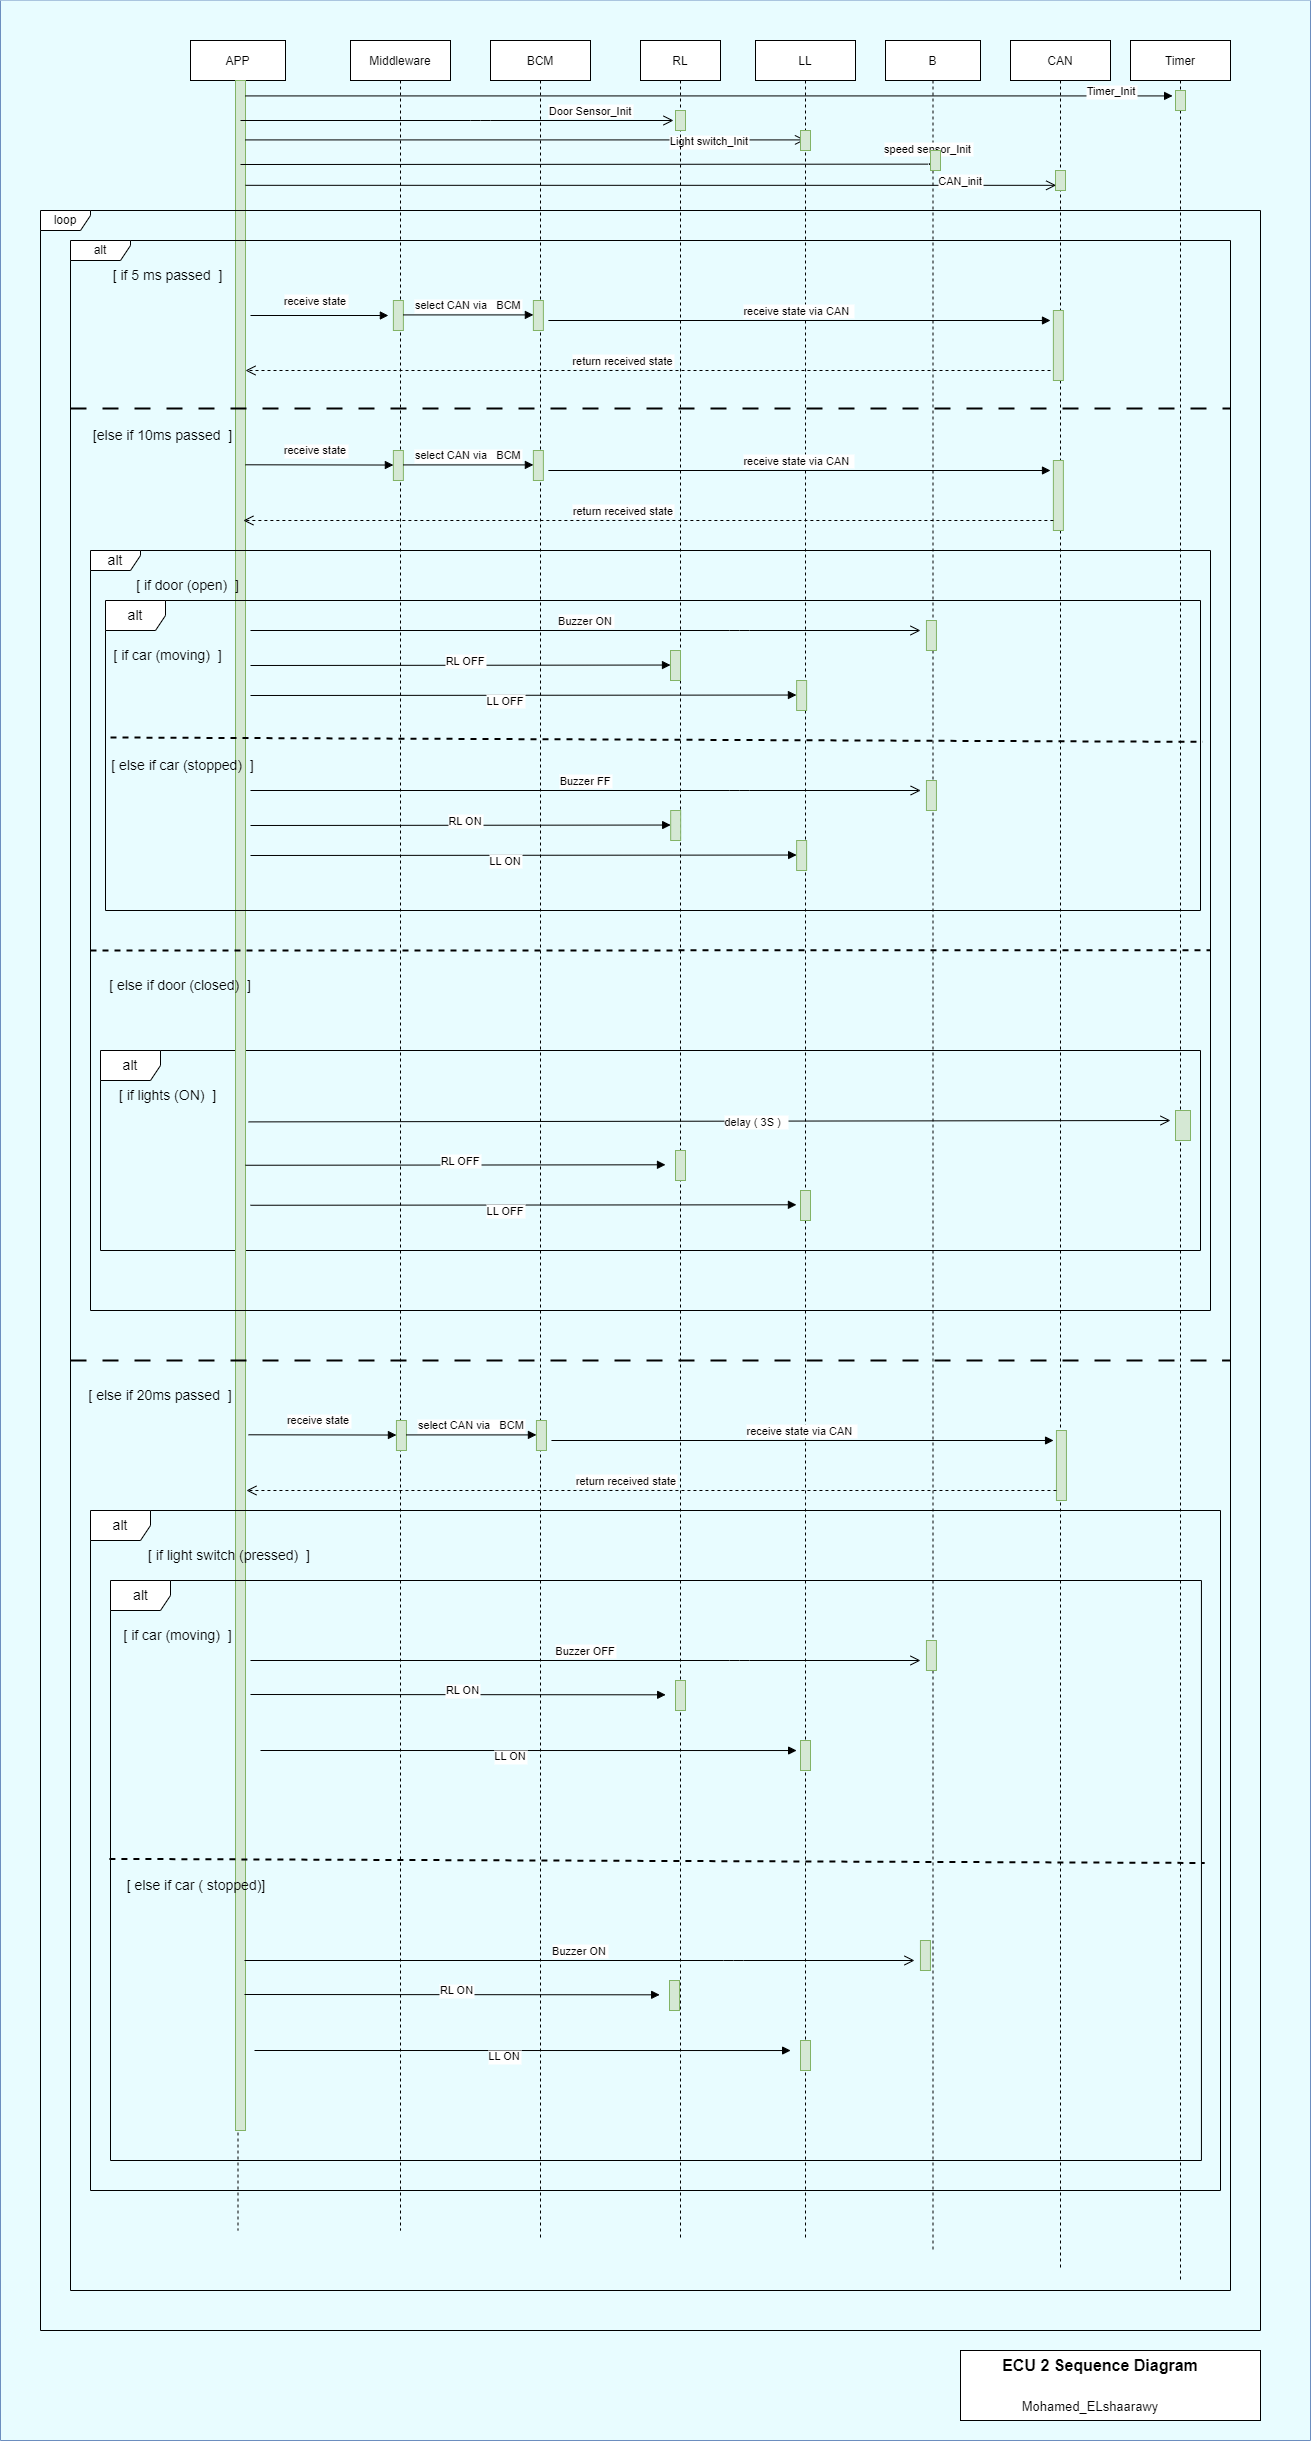 APP
Middleware
BCM
RL
LL
B
CAN
Timer
Timer_Init
Door Sensor_Init
Light switch_Init
speed sensor_Init
CAN_init
loop
alt
[ if 5 ms passed ]
receive state
select CAN via BCM
receive state via CAN
return received state
[else if 10ms passed ]
receive state
select CAN via BCM
receive state via CAN
return received state
alt
[ if door (open) ]
alt
Buzzer ON
[ if car (moving) ]
RL OFF
LL OFF
[ else if car (stopped) ]
Buzzer FF
RL ON
LL ON
[ else if door (closed) ]
alt
[ if lights (ON) ]
delay ( 3S )
RL OFF
LL OFF
[ else if 20ms passed ]
receive state
select CAN via BCM
receive state via CAN
return received state
alt
[ if light switch (pressed) ]
alt
[ if car (moving) ]
Buzzer OFF
RL ON
LL ON
[ else if car ( stopped)]
Buzzer ON
RL ON
LL ON
ECU 2 Sequence Diagram
Mohamed_ELshaarawy